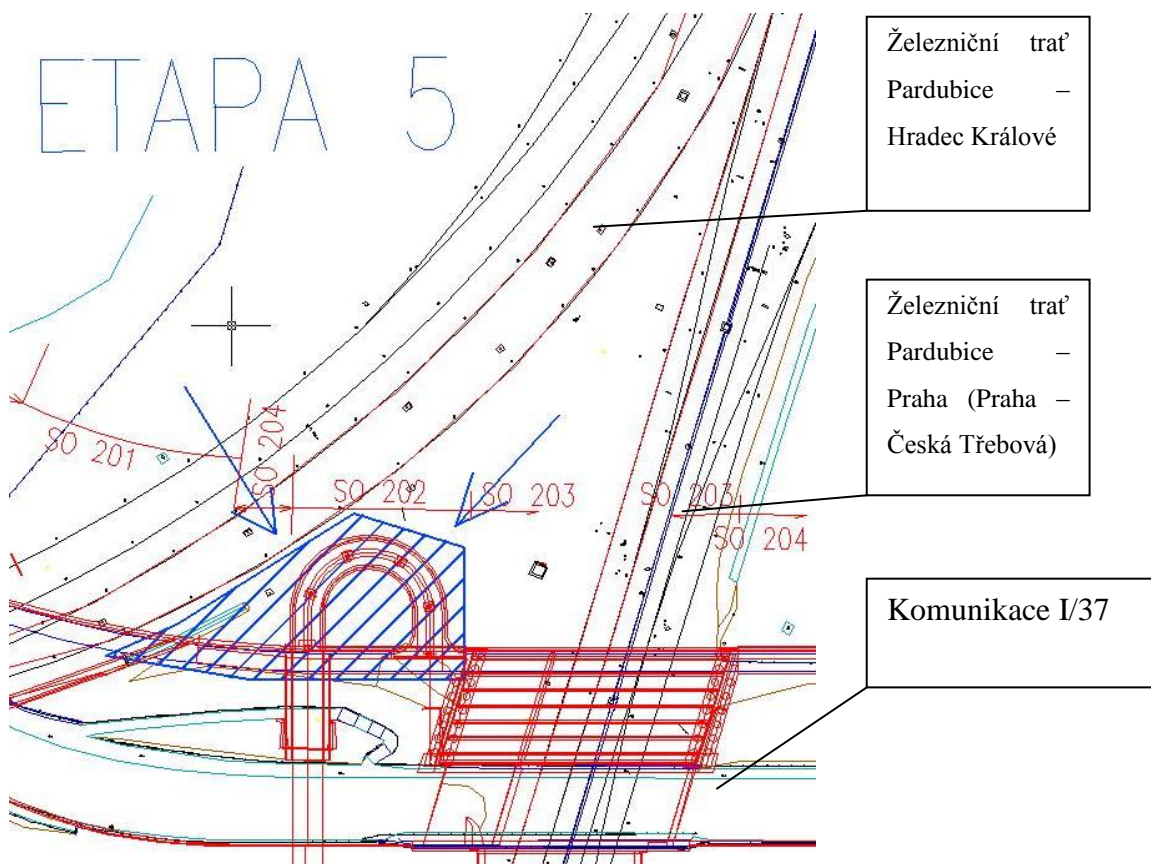 ETAPA 5
Železniční trať
Pardubice –
Hradec Králové
Železniční trať
Pardubice –
Praha (Praha –
Česká Třebová)
SO 201
SO 204
SO 202
SO 203
SO 203
SO 204
Komunikace I/37